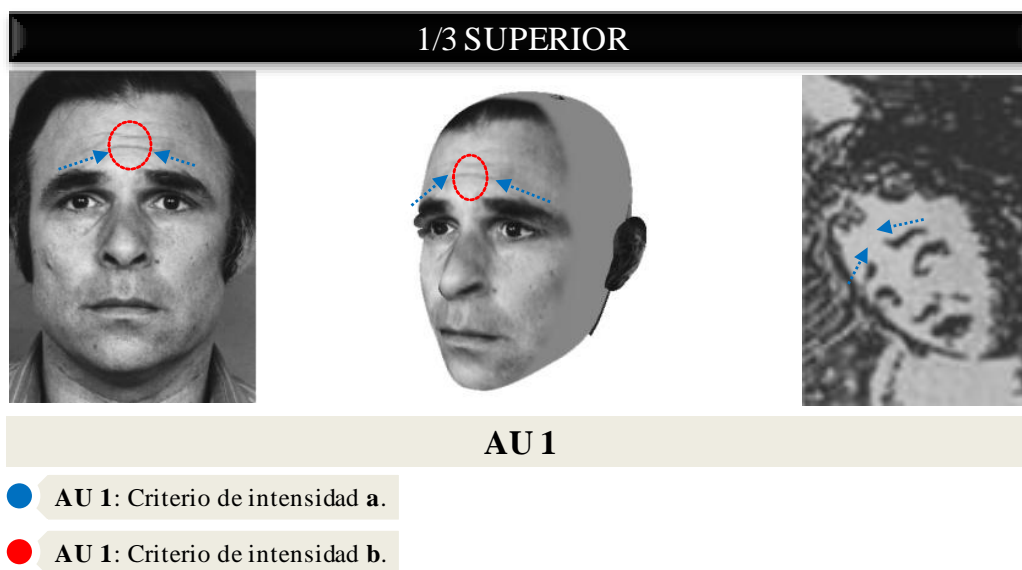 1/3 SUPERIOR
AU 1
AU 1: Criterio de intensidad a.
AU 1: Criterio de intensidad b.